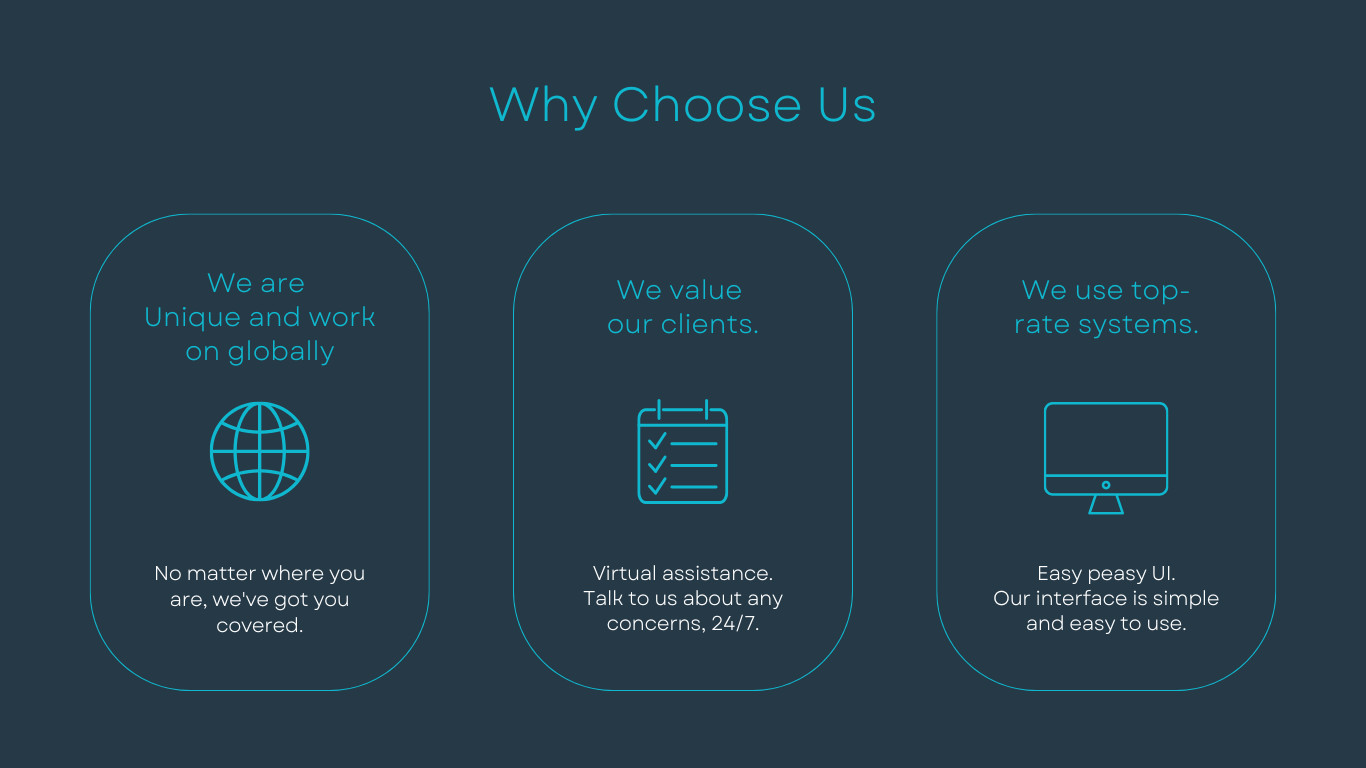 Why Choose Us
We are
Unique and work
on globally
No matter where you
are, we've got you
covered.
We value
our clients.
Virtual assistance.
Talk to us about any
concerns, 24/7.
We use top-
rate systems.
Easy peasy UI.
Our interface is simple
and easy to use.